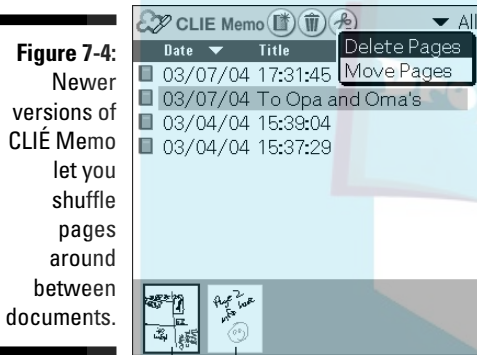 Figure 7-4:
Newer
versions of
CLIÉ Memo
let you
shuffle
pages
around
between
documents.
CLIE Memo
All
Delete Pages
Move Pages
Date Title
03/07/04 17:31:45
03/07/04 To Opa and Oma's
03/04/04 15:39:04
03/04/04 15:37:29
Page 2